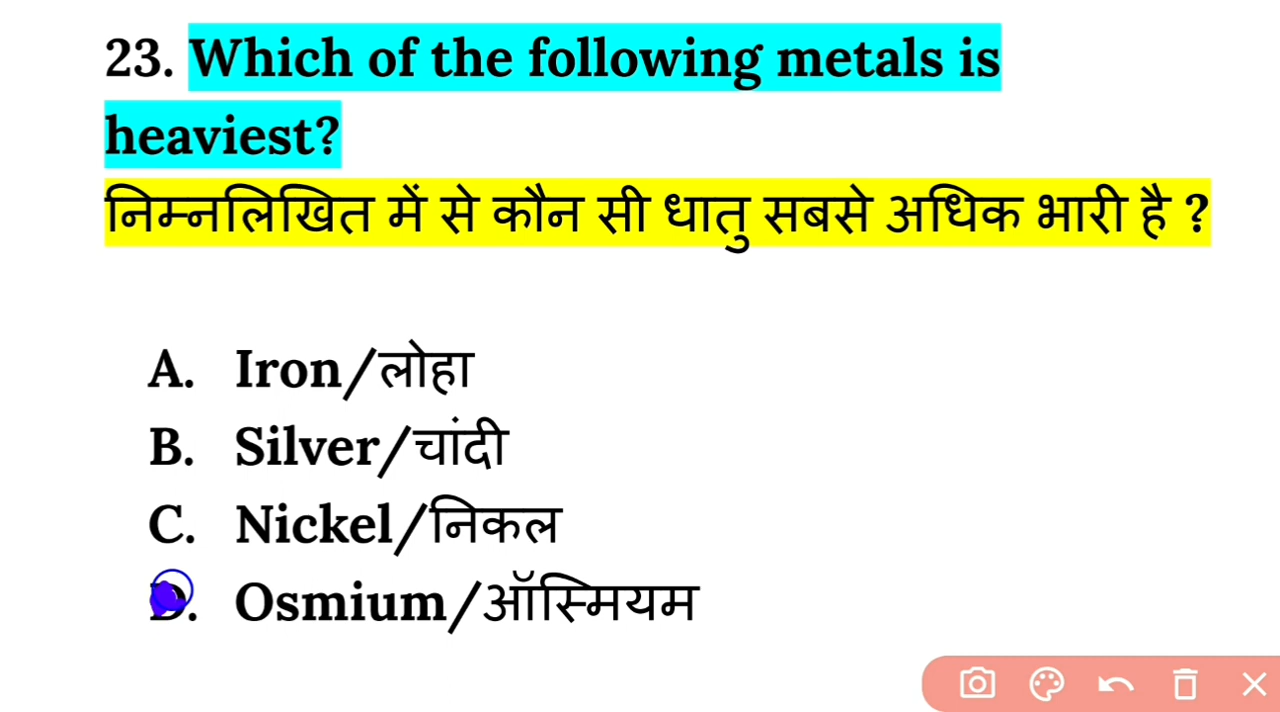 23. Which of the following metals is
heaviest?
निम्नलिखित में से कौन सी धातु सबसे अधिक भारी है ?
A. Iron/लोहा
B. Silver/चांदी
C. Nickel/निकल
D. Osmium/ऑस्मियम